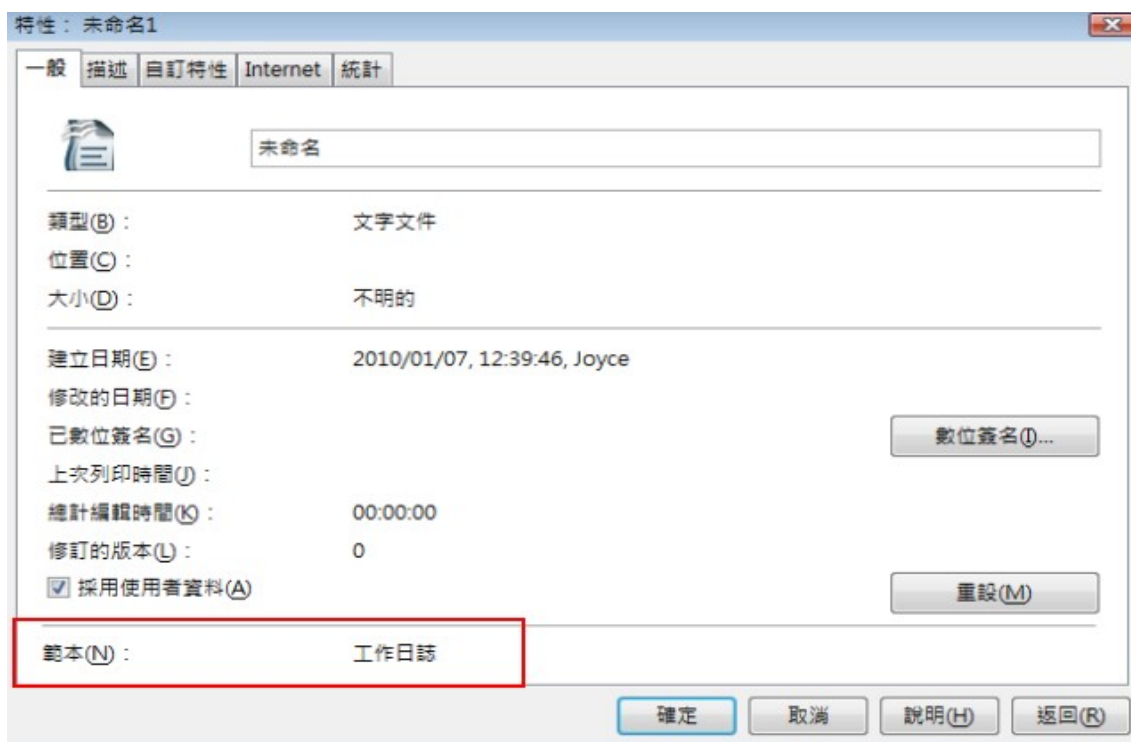 特性： 未命名1
一般 描述 自訂特性 Internet 統計
未命名
類型(B)： 文字文件
位置(C)：
大小(D)： 不明的
建立日期(E)： 2010/01/07, 12:39:46, Joyce
修改的日期(F)：
已數位簽名(G)： 數位簽名(I)...
上次列印時間(J)：
總計編輯時間(K)： 00:00:00
修訂的版本(L)： 0
採用使用者資料(A) 重設(M)
範本(N)： 工作日誌
確定 取消 說明(H) 返回(R)